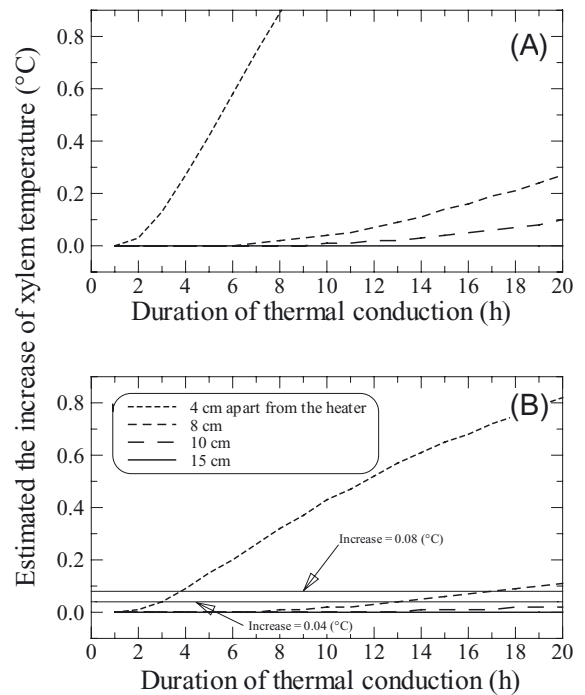 Estimated the increase of xylem temperature (°C)
0.8
0.6
0.4
0.2
0.0
(A)
0 2 4 6 8 10 12 14 16 18 20
Duration of thermal conduction (h)
0.8
0.6
0.4
0.2
0.0
(B)
4 cm apart from the heater
8 cm
10 cm
15 cm
Increase = 0.08 (°C)
Increase = 0.04 (°C)
0 2 4 6 8 10 12 14 16 18 20
Duration of thermal conduction (h)